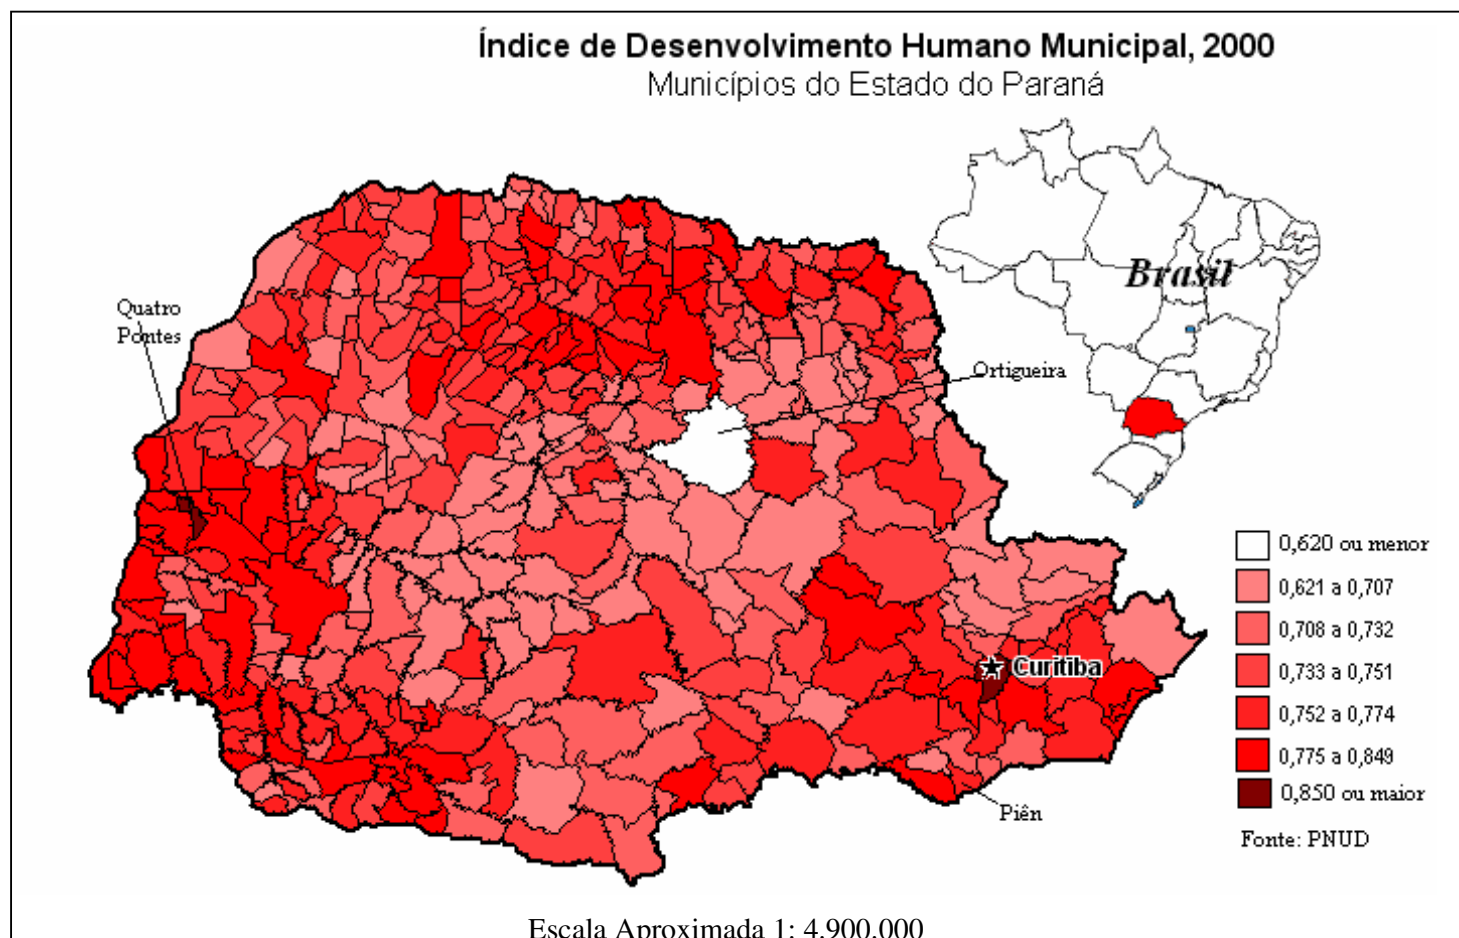 Índice de Desenvolvimento Humano Municipal, 2000
Municípios do Estado do Paraná
Brasil
Quatro
Pontes
Ortigueira
Curitiba
Piên
0,620 ou menor
0,621 a 0,707
0,708 a 0,732
0,733 a 0,751
0,752 a 0,774
0,775 a 0,849
0,850 ou maior
Fonte: PNUD
Escala Aproximada 1: 4.900.000